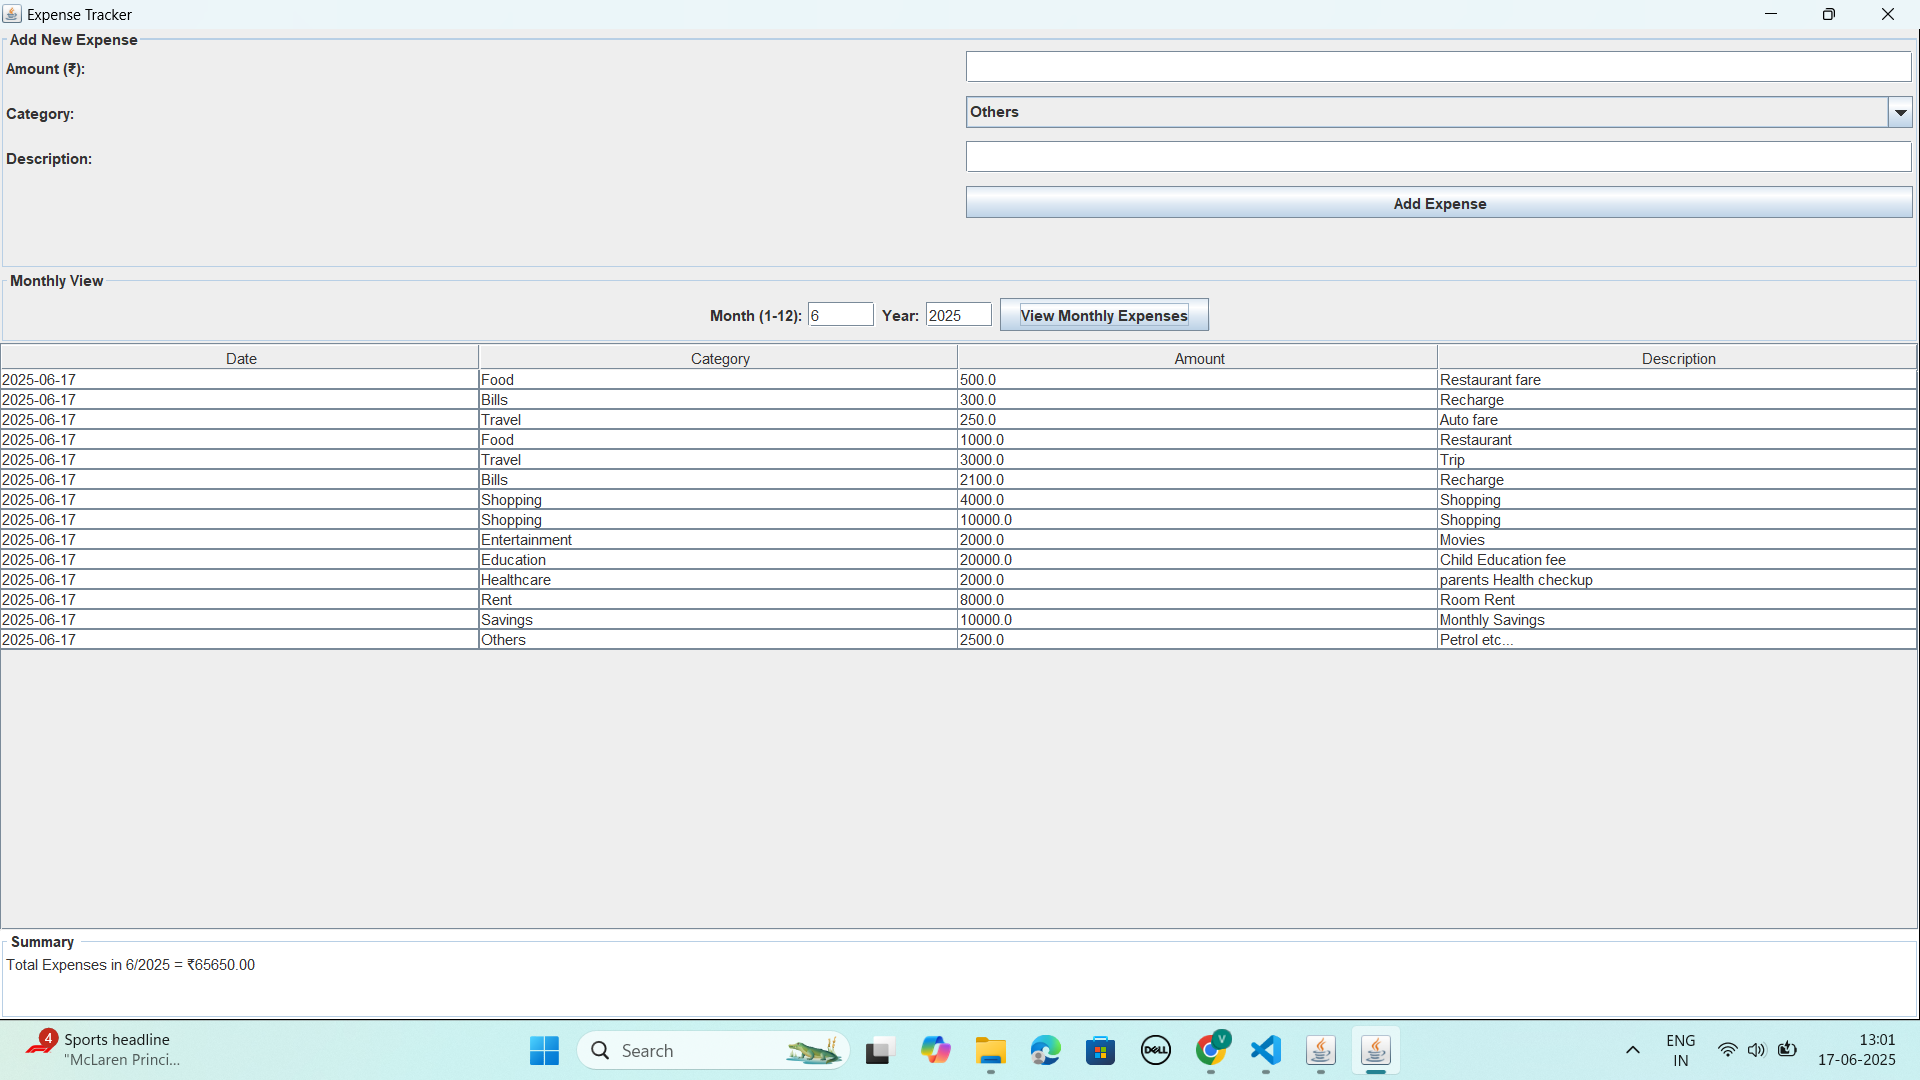 Expense Tracker
Add New Expense
Amount (₹):
Category: Others
Description:
Add Expense
Monthly View
Month (1-12): 6 Year: 2025 View Monthly Expenses
Date Category Amount Description
2025-06-17 Food 500.0 Restaurant fare
2025-06-17 Bills 300.0 Recharge
2025-06-17 Travel 250.0 Auto fare
2025-06-17 Food 1000.0 Restaurant
2025-06-17 Travel 3000.0 Trip
2025-06-17 Bills 2100.0 Recharge
2025-06-17 Shopping 4000.0 Shopping
2025-06-17 Shopping 10000.0 Shopping
2025-06-17 Entertainment 2000.0 Movies
2025-06-17 Education 20000.0 Child Education fee
2025-06-17 Healthcare 2000.0 parents Health checkup
2025-06-17 Rent 8000.0 Room Rent
2025-06-17 Savings 10000.0 Monthly Savings
2025-06-17 Others 2500.0 Petrol etc...
Summary
Total Expenses in 6/2025 = ₹65650.00
4
Sports headline
"McLaren Princi...
Search
DELL
V
ENG
IN
13:01
17-06-2025